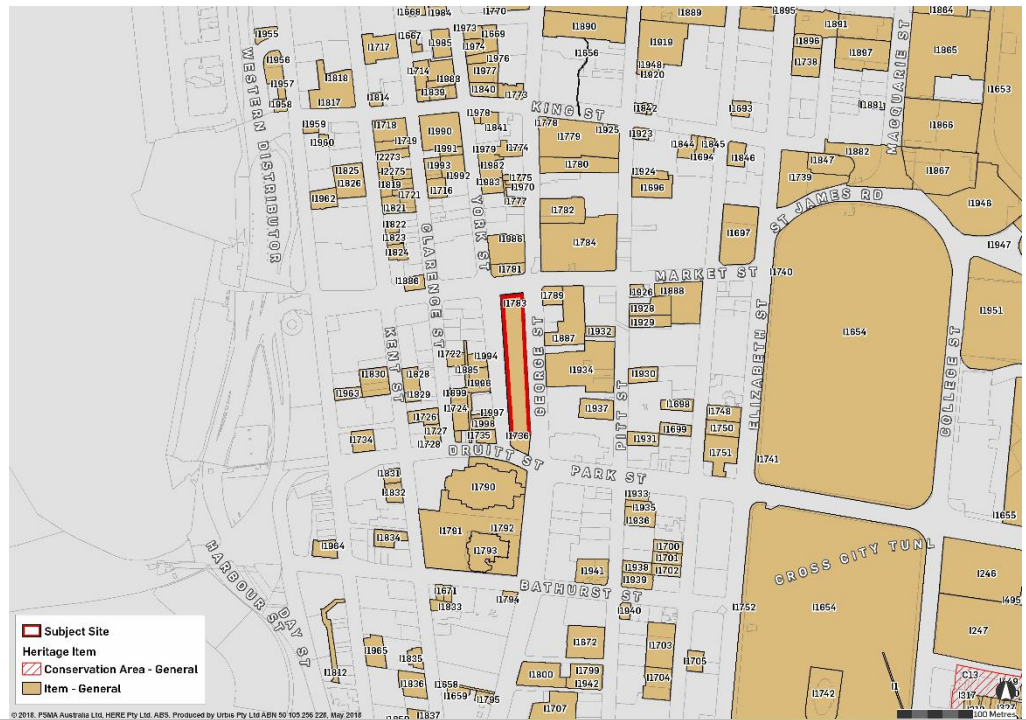 I1955
I1956
I1957
I1958
WESTERN DISTRIBUTOR
I1717
I1818
I1817
I1814
I1959
I1960
I1668
I1984
I1667
I1985
I1714
I1988
I1839
I1770
I1973
I1669
I1974
I1976
I1977
I1840
I1773
I1890
I1656
I1889
I1919
I1948
I1920
I1895
I1891
I1896
I1897
I1738
I1864
I1865
I1653
MACQUARIE ST
I1881
I1866
KING ST
I1842
I1693
I1718
I1719
I2273
I2275
I1825
I1826
I1819
I1721
I1962
I1821
I1822
I1823
I1824
I1990
I1991
I1993
I1992
I1716
I1978
I1841
I1979
I1774
I1982
I1983
I1775
I1970
I1777
I1778
I1779
I1925
I1780
I1782
I1784
I1923
I1924
I1696
I1844
I1845
I1694
I1846
I1739
I1847
I1882
I1867
I1946
I1947
ST JAMES RD
I1697
YORK ST
CLARENCE ST
I1986
I1781
I1886
MARKET ST
I1740
I1783
I1789
I1887
I1932
I1934
I1937
I1926
I1888
I1928
I1929
I1930
I1698
I1699
I1931
I1748
I1750
I1751
I1741
I1654
I1951
COLLEGE ST
ELIZABETH ST
GEORGE ST
PITT ST
KENT ST
I1722
I1994
I1885
I1996
I1830
I1828
I1963
I1829
I1899
I1724
I1726
I1997
I1998
I1727
I1735
I1728
I1734
I1736
DRUITT ST
PARK ST
I1831
I1832
I1790
I1791
I1792
I1793
I1834
I1964
I1933
I1935
I1936
I1700
I1701
I1702
I1938
I1939
I1941
I1940
I1655
CROSS CITY TUNL
I1654
I1752
I246
I495
I247
HARBOUR ST
DAY ST
BATHURST ST
I1671
I1833
I1794
I1672
I1703
I1704
I1705
I1965
I1812
I1835
I1836
I1658
I1659
I1795
I1837
I1800
I1799
I1942
I1707
I1742
I1
C13
I317
Subject Site
Heritage Item
Conservation Area - General
Item - General
© 2018. PSMA Australia Ltd, HERE Pty Ltd. ABS. Produced by Urbis Pty Ltd ABN 50 105 256 228, May 2018
100 Metres